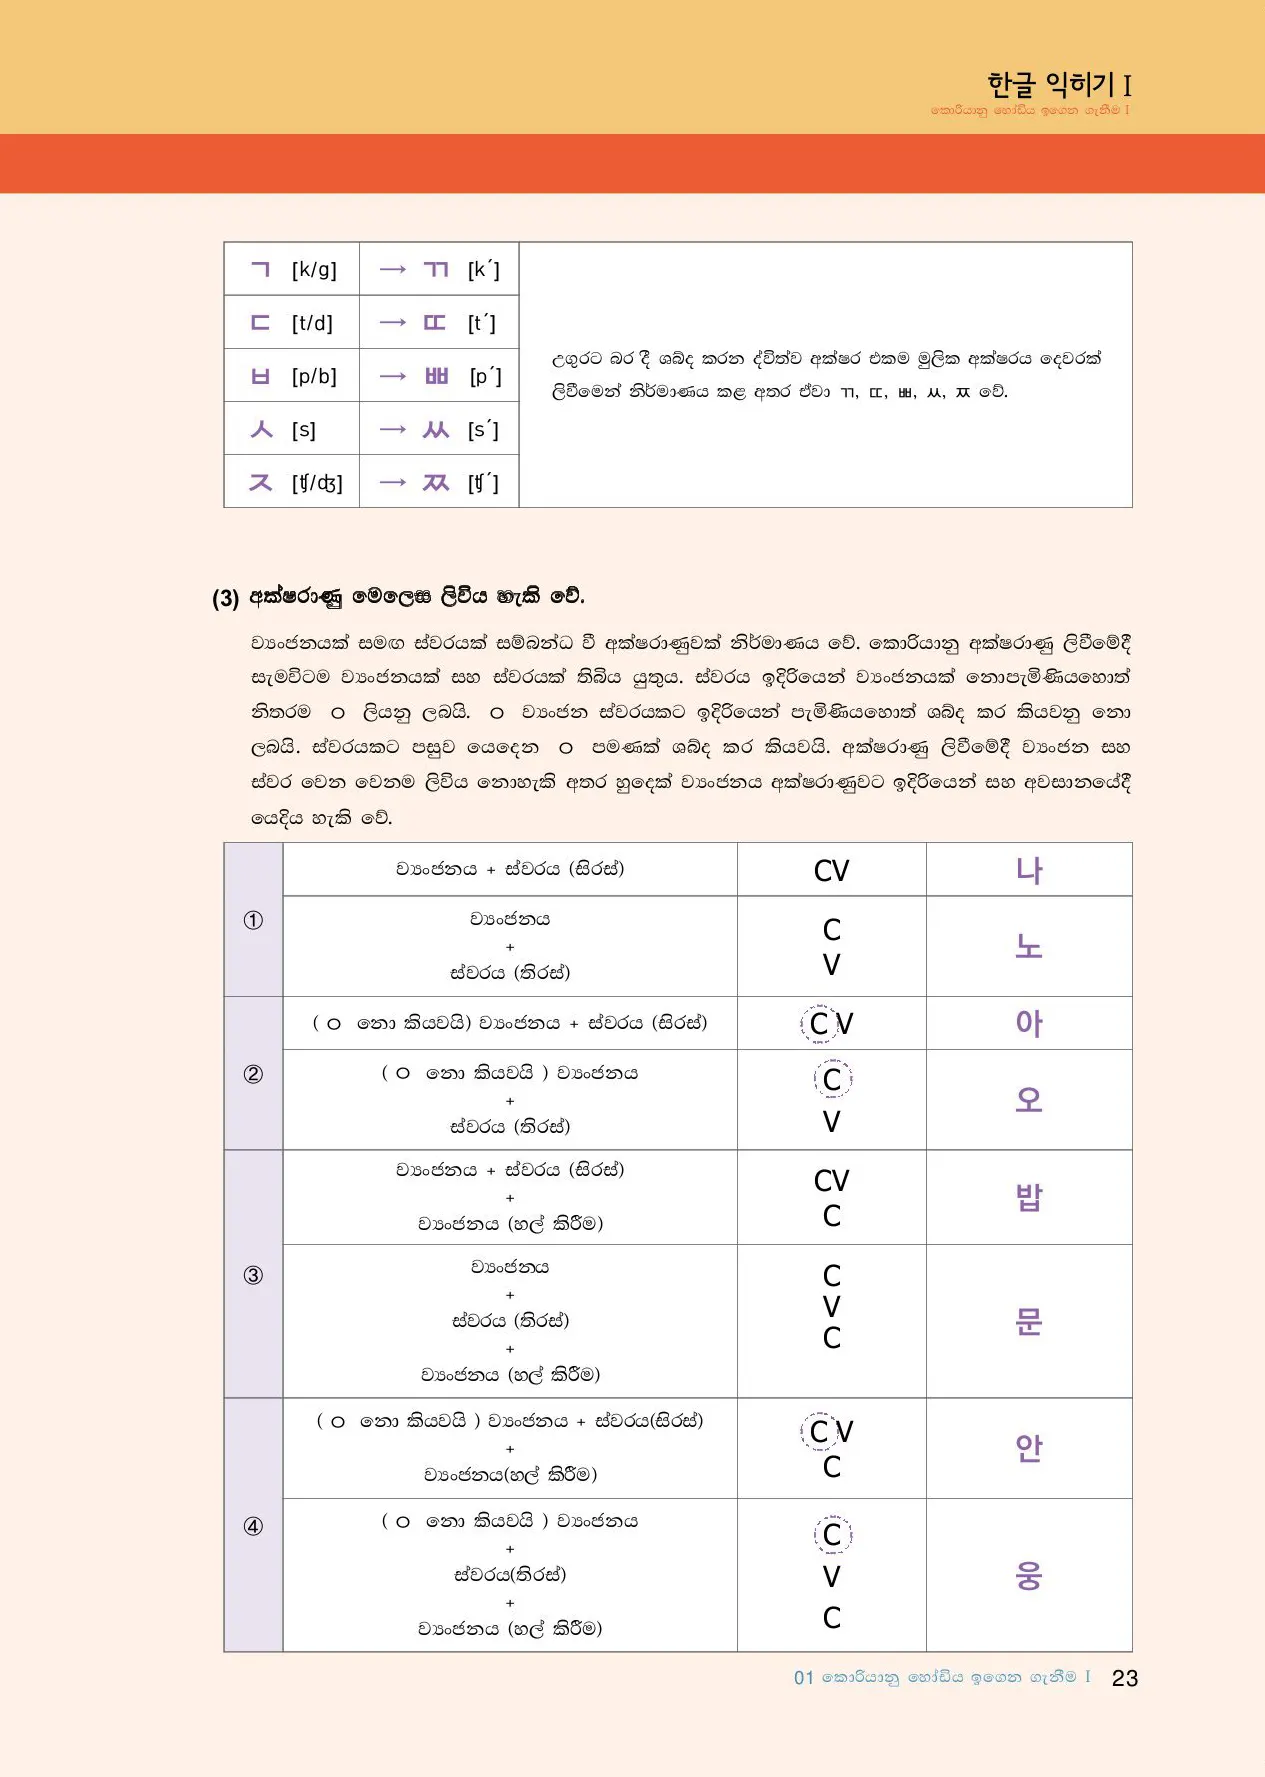 한글 익히기 I
කොරියානු හෝඩිය ඉගෙන ගැනීම I
ㄱ [k/g] → ㄲ [k´]
ㄷ [t/d] → ㄸ [t´]
ㅂ [p/b] → ㅃ [p´]
ㅅ [s] → ㅆ [s´]
ㅈ [ʧ/ʤ] → ㅉ [ʧ´]
උගුරට බර දී ශබ්ද කරන ද්විත්ව අක්ෂර එකම මූලික අක්ෂරය දෙවරක්
ලිවීමෙන් නිර්මාණය කළ අතර ඒවා ㄲ, ㄸ, ㅃ, ㅆ, ㅉ වේ.
(3) අක්ෂරාණු මෙලෙස ලිවිය හැකි වේ.
ව්‍යංජනයක් සමඟ ස්වරයක් සම්බන්ධ වී අක්ෂරාණුවක් නිර්මාණය වේ. කොරියානු අක්ෂරාණු ලිවීමේදී
සැමවිටම ව්‍යංජනයක් සහ ස්වරයක් තිබිය යුතුය. ස්වරය ඉදිරියෙන් ව්‍යංජනයක් නොපැමිණියහොත්
නිතරම ㅇ ලියනු ලබයි. ㅇ ව්‍යංජන ස්වරයකට ඉදිරියෙන් පැමිණියහොත් ශබ්ද කර කියවනු නො
ලබයි. ස්වරයකට පසුව යෙදෙන ㅇ පමණක් ශබ්ද කර කියවයි. අක්ෂරාණු ලිවීමේදී ව්‍යංජන සහ
ස්වර වෙන වෙනම ලිවිය නොහැකි අතර හුදෙක් ව්‍යංජනය අක්ෂරාණුවට ඉදිරියෙන් සහ අවසානයේදී
යෙදිය හැකි වේ.
①
ව්‍යංජනය + ස්වරය (සිරස්) CV 나
ව්‍යංජනය
+
ස්වරය (තිරස්)
C
V
노
②
( ㅇ නො කියවයි) ව්‍යංජනය + ස්වරය (සිරස්) C V 아
( ㅇ නො කියවයි ) ව්‍යංජනය
+
ස්වරය (තිරස්)
C
V
오
③
ව්‍යංජනය + ස්වරය (සිරස්)
+
ව්‍යංජනය (හල් කිරීම)
CV
C
밥
ව්‍යංජනය
+
ස්වරය (තිරස්)
+
ව්‍යංජනය (හල් කිරීම)
C
V
C
문
④
( ㅇ නො කියවයි ) ව්‍යංජනය + ස්වරය(සිරස්)
+
ව්‍යංජනය(හල් කිරීම)
C V
C
안
( ㅇ නො කියවයි ) ව්‍යංජනය
+
ස්වරය(තිරස්)
+
ව්‍යංජනය (හල් කිරීම)
C
V
C
웅
01 කොරියානු හෝඩිය ඉගෙන ගැනීම I 23